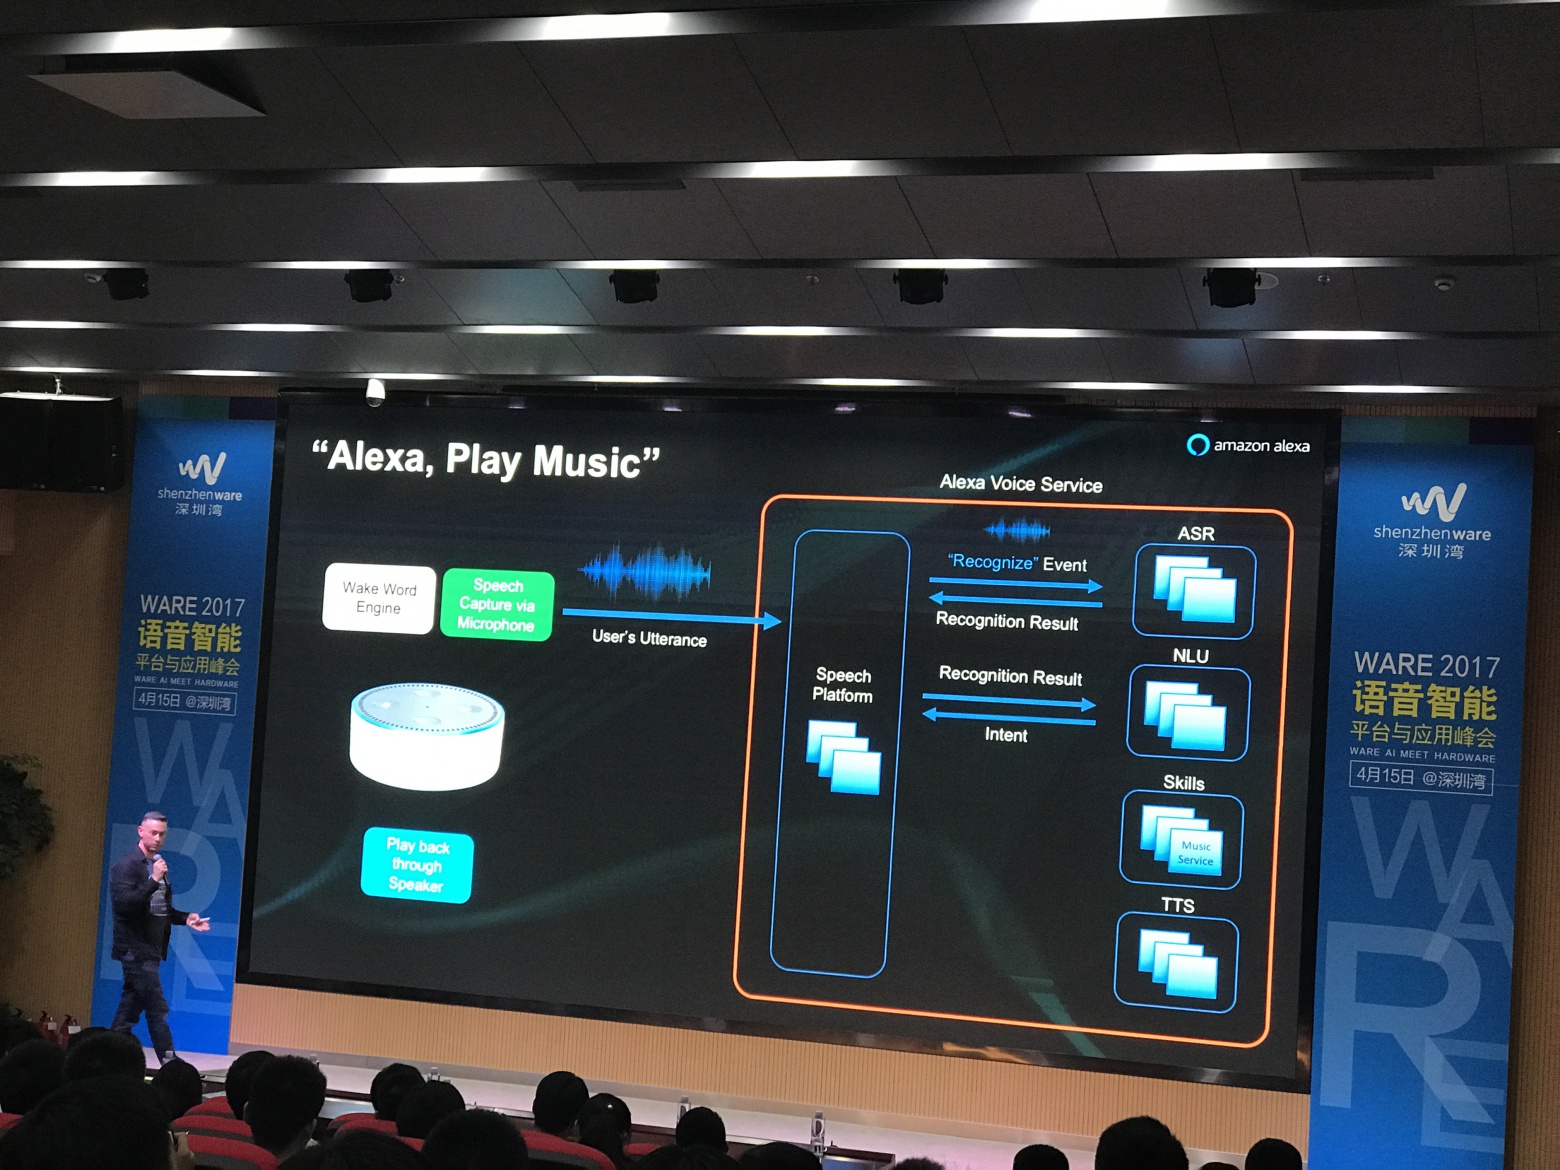 shenzhenware
深圳湾
WARE 2017
语音智能
平台与应用峰会
WARE AI MEET HARDWARE
4月15日 @深圳湾
WARE
“Alexa, Play Music”
amazon alexa
Alexa Voice Service
Wake Word
Engine
Speech
Capture via
Microphone
User's Utterance
Play back
through
Speaker
Speech
Platform
“Recognize” Event
Recognition Result
Recognition Result
Intent
ASR
NLU
Skills
Music
Service
TTS
shenzhenware
深圳湾
WARE 2017
语音智能
平台与应用峰会
WARE AI MEET HARDWARE
4月15日 @深圳湾
WARE